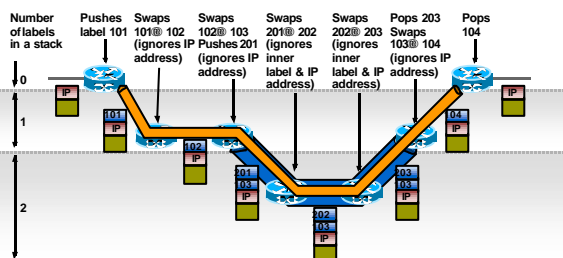 Number of labels in a stack
Pushes label 101
Swaps 101@ 102 (ignores IP address)
Swaps 102@ 103 Pushes 201 (ignores IP address)
Swaps 201@ 202 (ignores inner label & IP address)
Swaps 202@ 203 (ignores inner label & IP address)
Pops 203 Swaps 103@ 104 (ignores IP address)
Pops 104
0
IP
IP
1
101
IP
104
IP
102
IP
2
201
103
IP
203
103
IP
202
103
IP